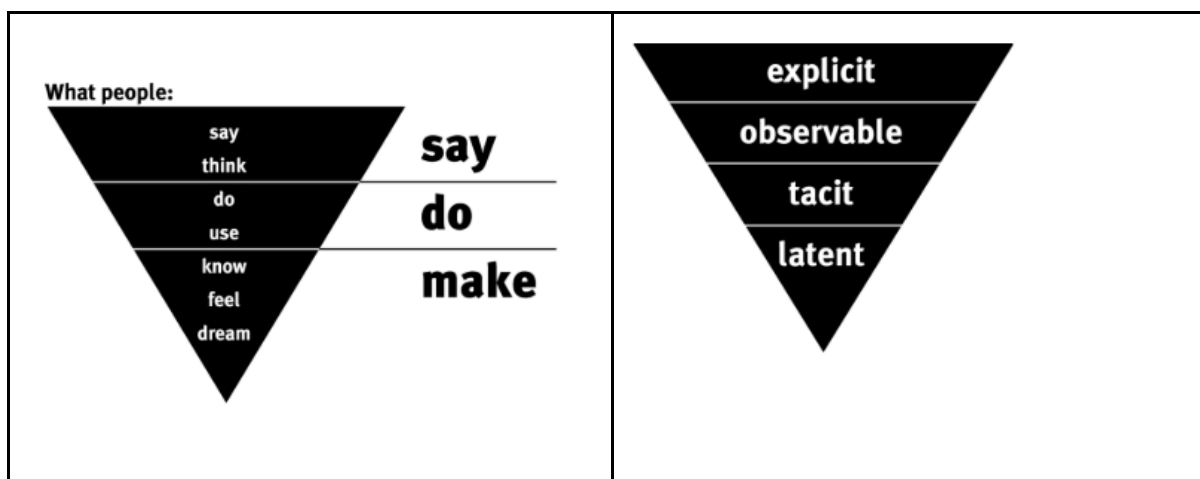 What people:
say
think
do
use
know
feel
dream
say
do
make
explicit
observable
tacit
latent